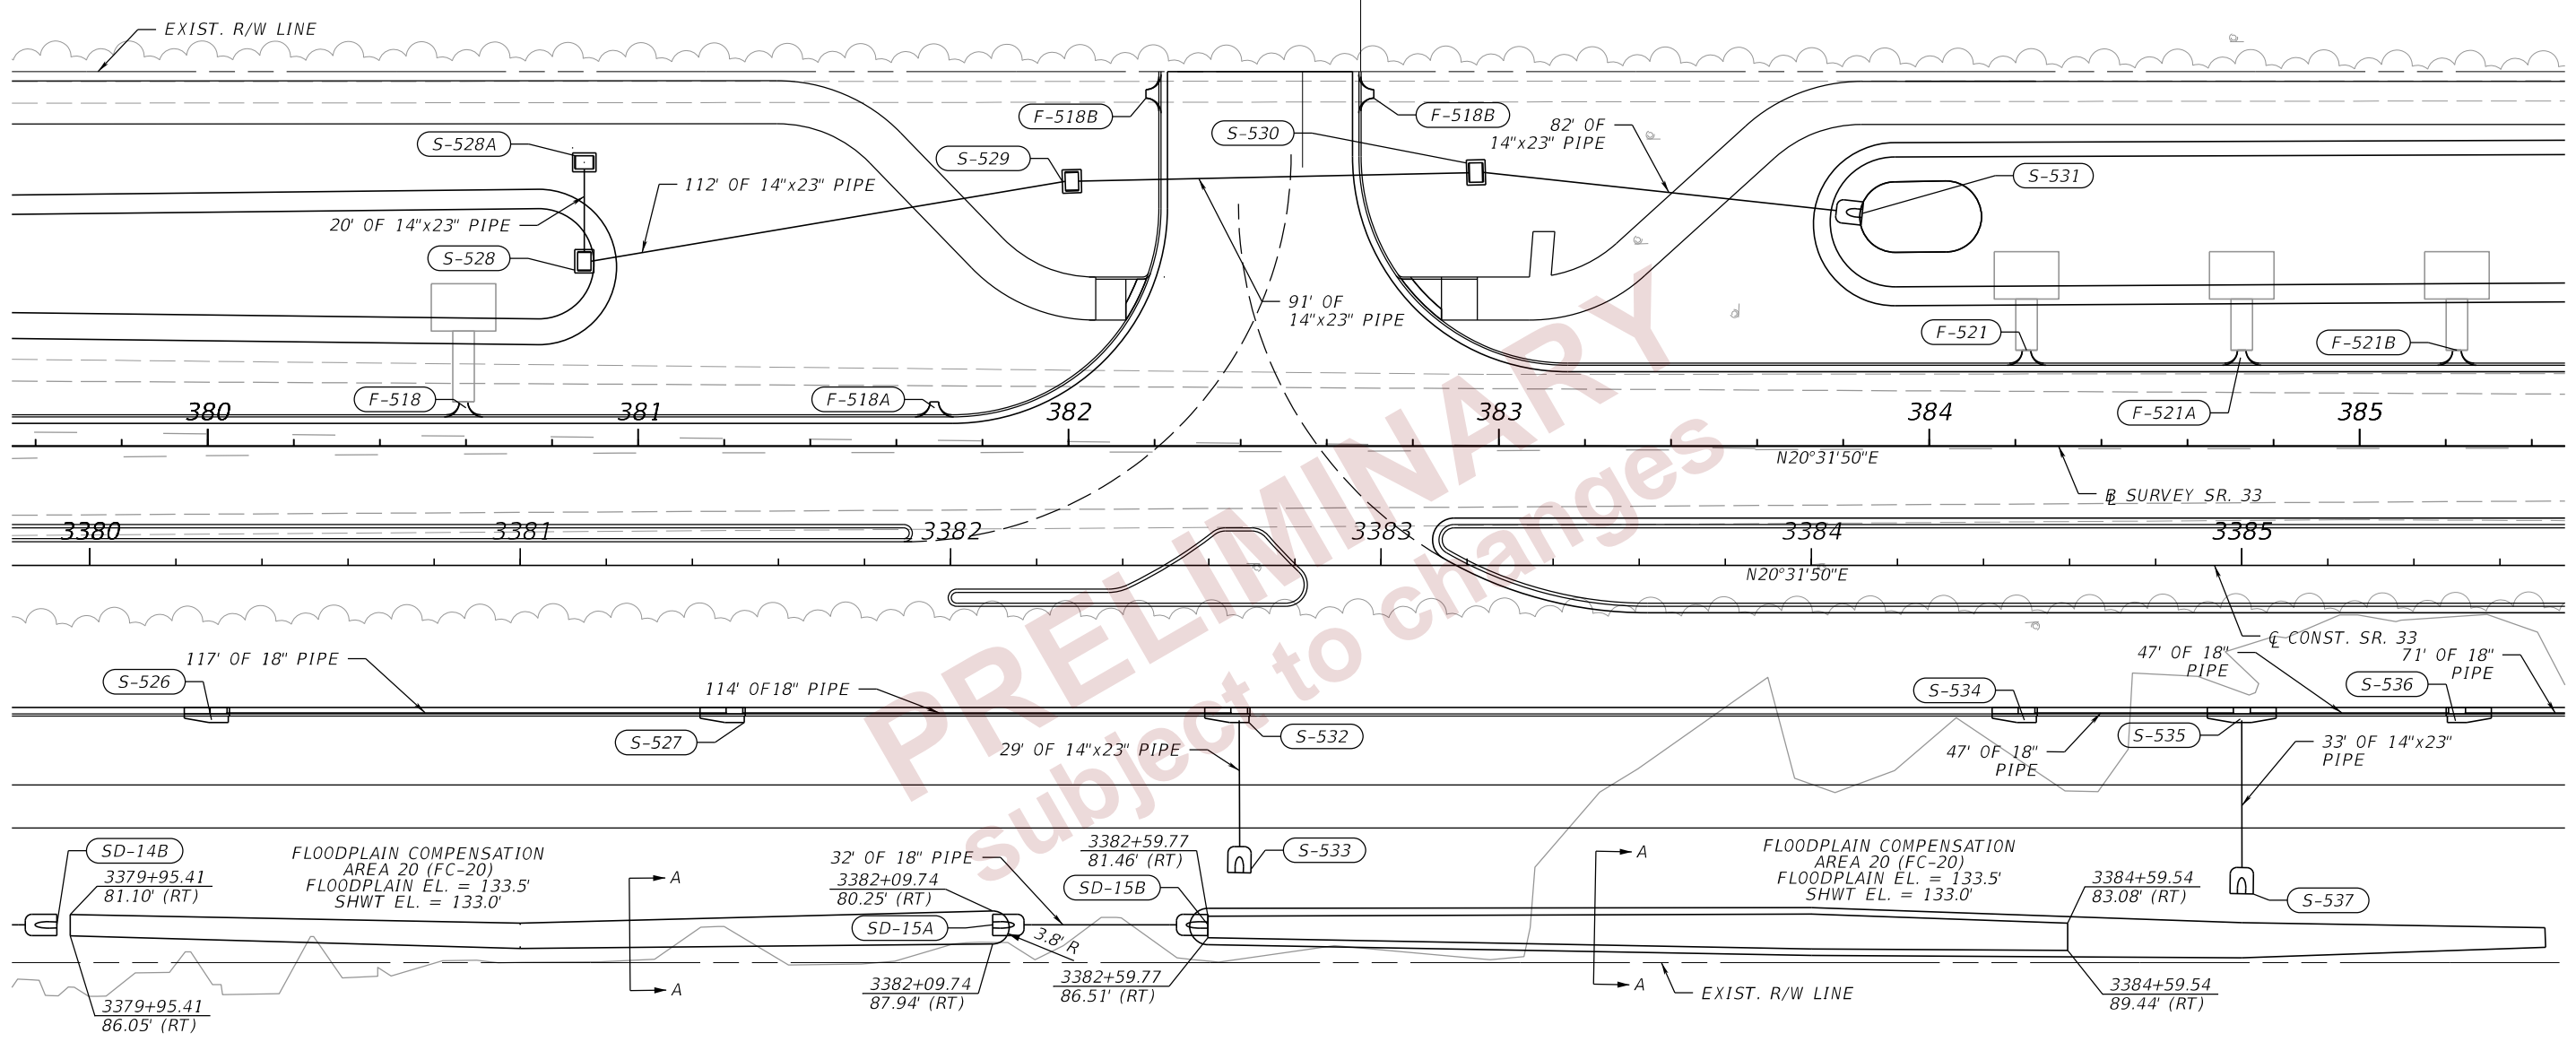 EXIST. R/W LINE
S-528A
F-518B
S-530
F-518B
82' OF
14"x23" PIPE
S-529
112' OF 14"x23" PIPE
S-531
20' OF 14"x23" PIPE
S-528
91' OF
14"x23" PIPE
F-521
F-521B
F-518
F-518A
F-521A
380
381
382
383
384
385
N20°31'50"E
B SURVEY SR. 33
3380
3381
3382
3383
3384
3385
N20°31'50"E
PRELIMINARY
subject to changes
CONST. SR. 33
117' OF 18" PIPE
47' OF 18"
PIPE
71' OF 18"
PIPE
S-526
114' OF18" PIPE
S-534
S-536
S-527
S-532
S-535
29' OF 14"x23" PIPE
47' OF 18"
PIPE
33' OF 14"x23"
PIPE
SD-14B
3379+95.41
81.10' (RT)
FLOODPLAIN COMPENSATION
AREA 20 (FC-20)
FLOODPLAIN EL. = 133.5'
SHWT EL. = 133.0'
A
32' OF 18" PIPE
3382+09.74
80.25' (RT)
SD-15A
3382+59.77
81.46' (RT)
SD-15B
S-533
A
FLOODPLAIN COMPENSATION
AREA 20 (FC-20)
FLOODPLAIN EL. = 133.5'
SHWT EL. = 133.0'
3384+59.54
83.08' (RT)
S-537
3.8' R
3379+95.41
86.05' (RT)
A
3382+09.74
87.94' (RT)
3382+59.77
86.51' (RT)
A
EXIST. R/W LINE
3384+59.54
89.44' (RT)